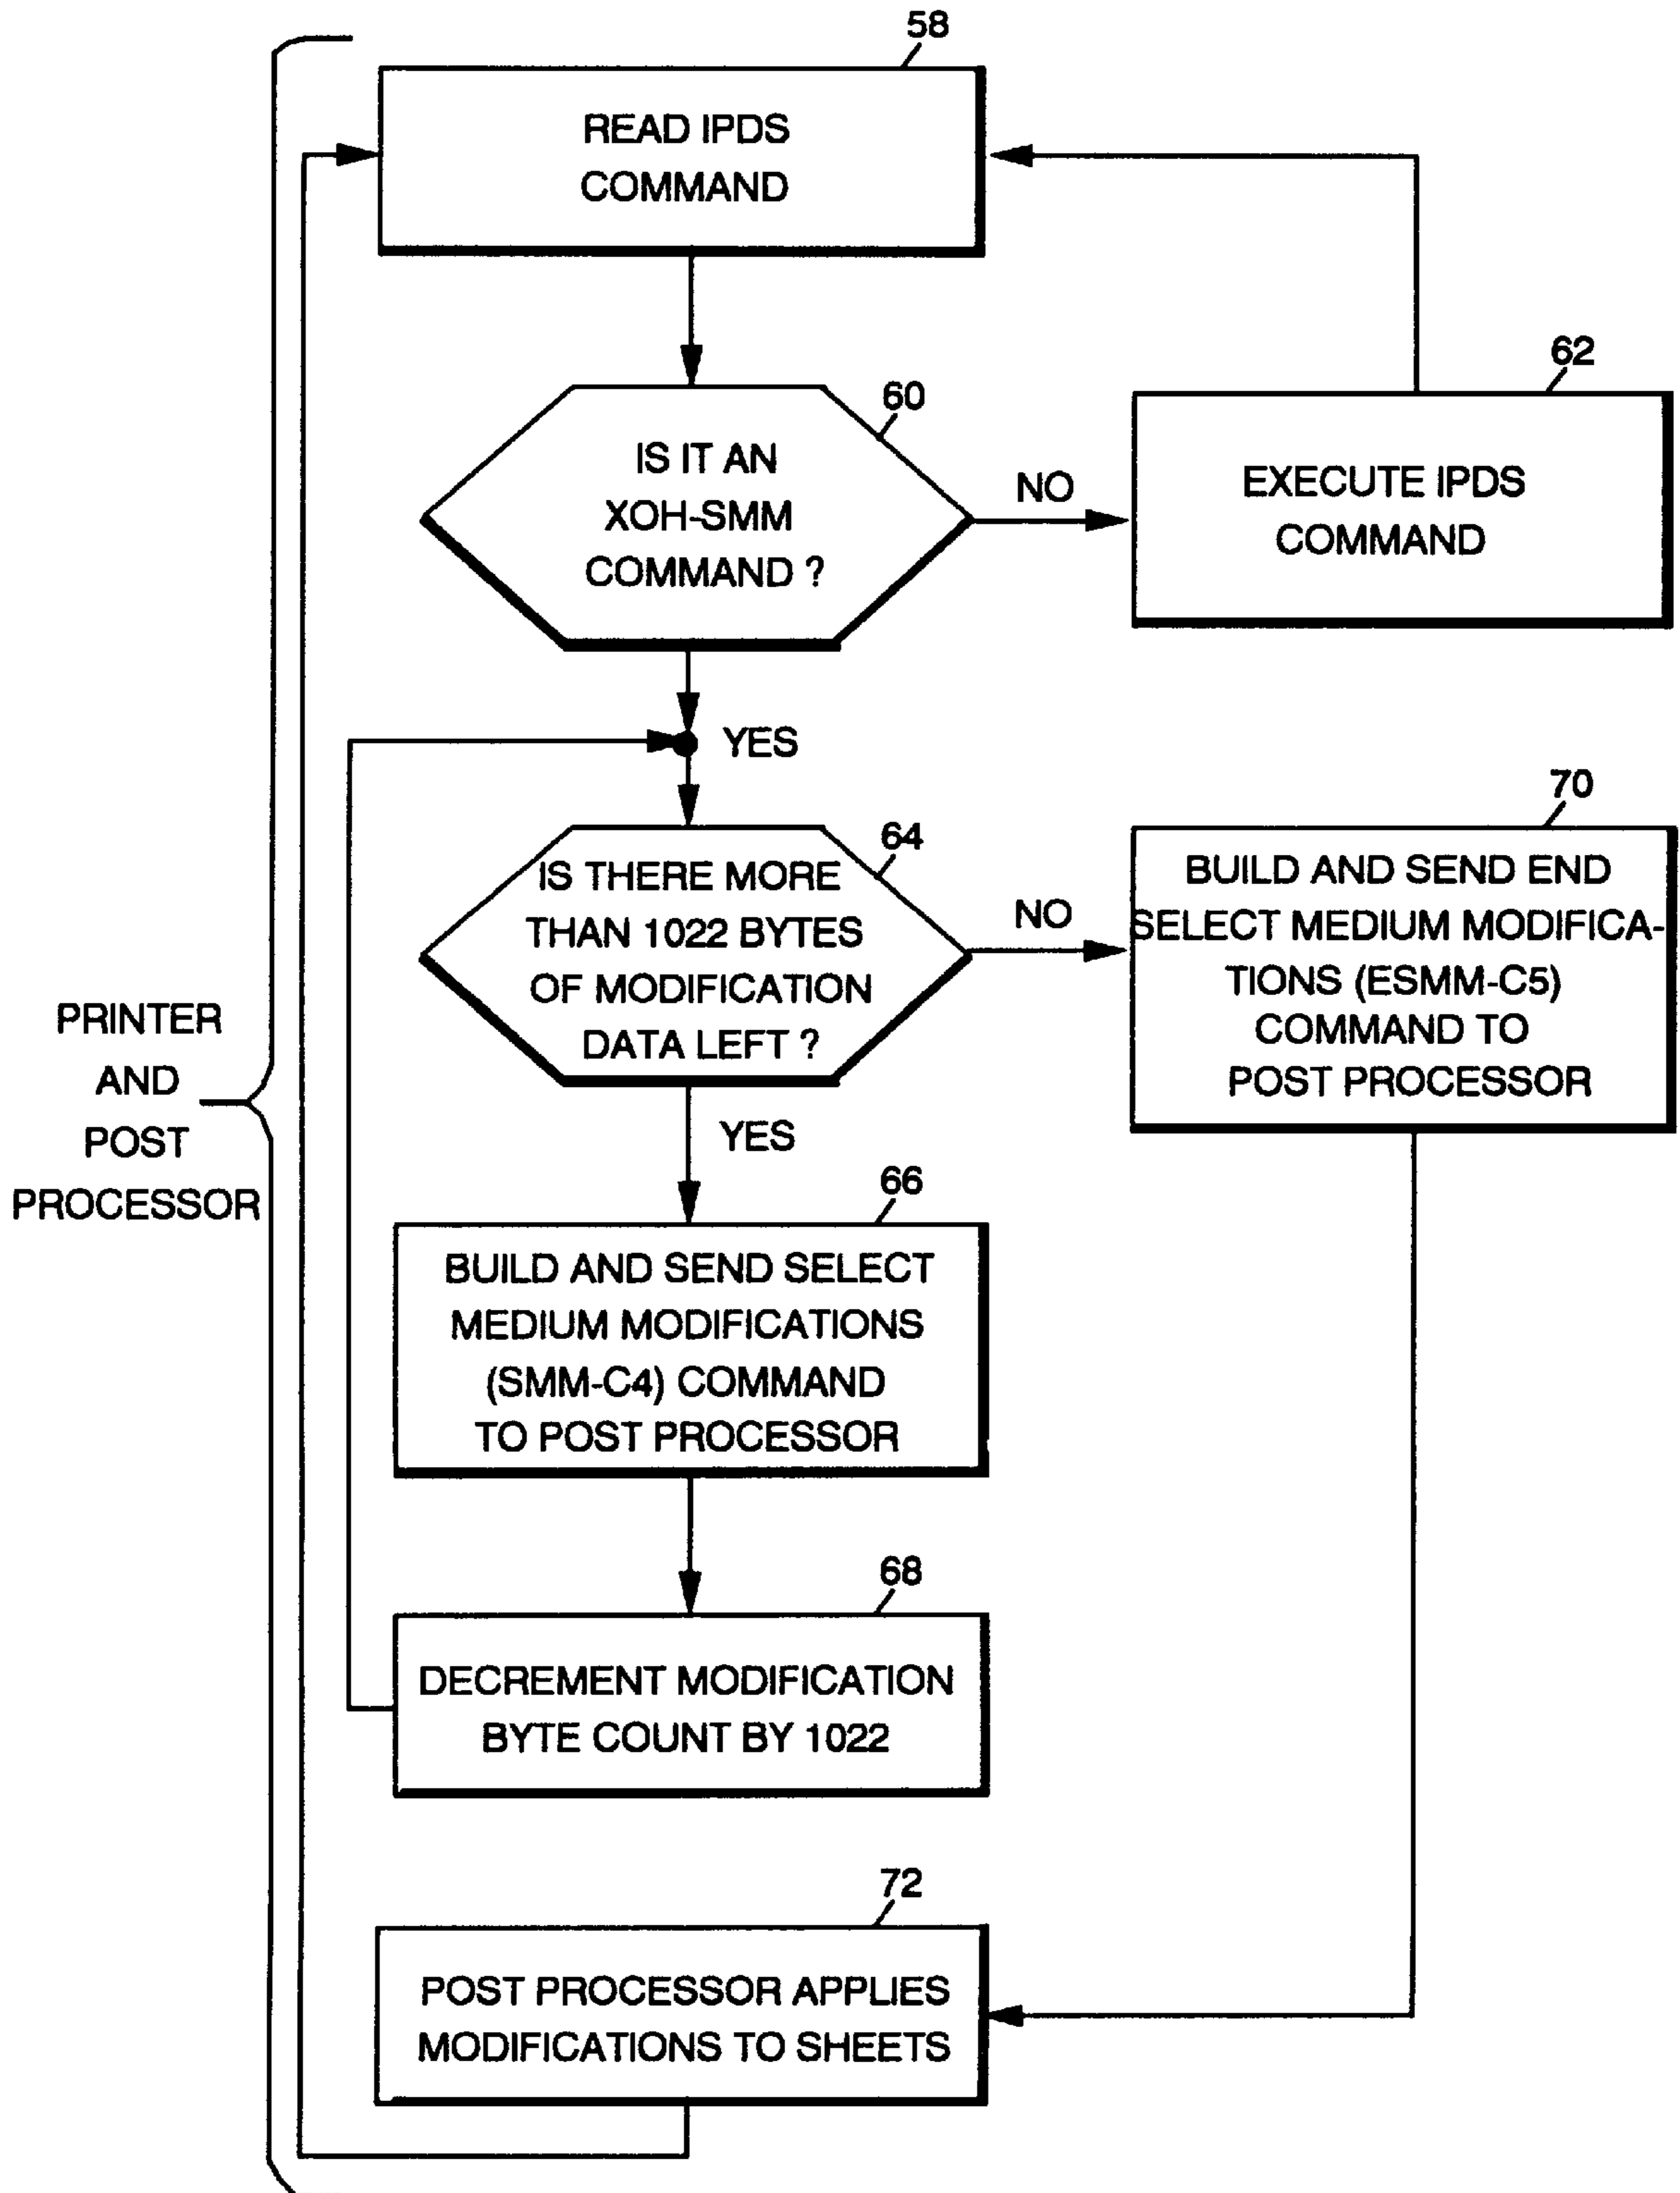 58
READ IPDS
COMMAND
60
IS IT AN
XOH-SMM
COMMAND ?
NO
62
EXECUTE IPDS
COMMAND
YES
64
IS THERE MORE
THAN 1022 BYTES
OF MODIFICATION
DATA LEFT ?
NO
70
BUILD AND SEND END
SELECT MEDIUM MODIFICA-
TIONS (ESMM-C5)
COMMAND TO
POST PROCESSOR
YES
PRINTER
AND
POST
PROCESSOR
66
BUILD AND SEND SELECT
MEDIUM MODIFICATIONS
(SMM-C4) COMMAND
TO POST PROCESSOR
68
DECREMENT MODIFICATION
BYTE COUNT BY 1022
72
POST PROCESSOR APPLIES
MODIFICATIONS TO SHEETS